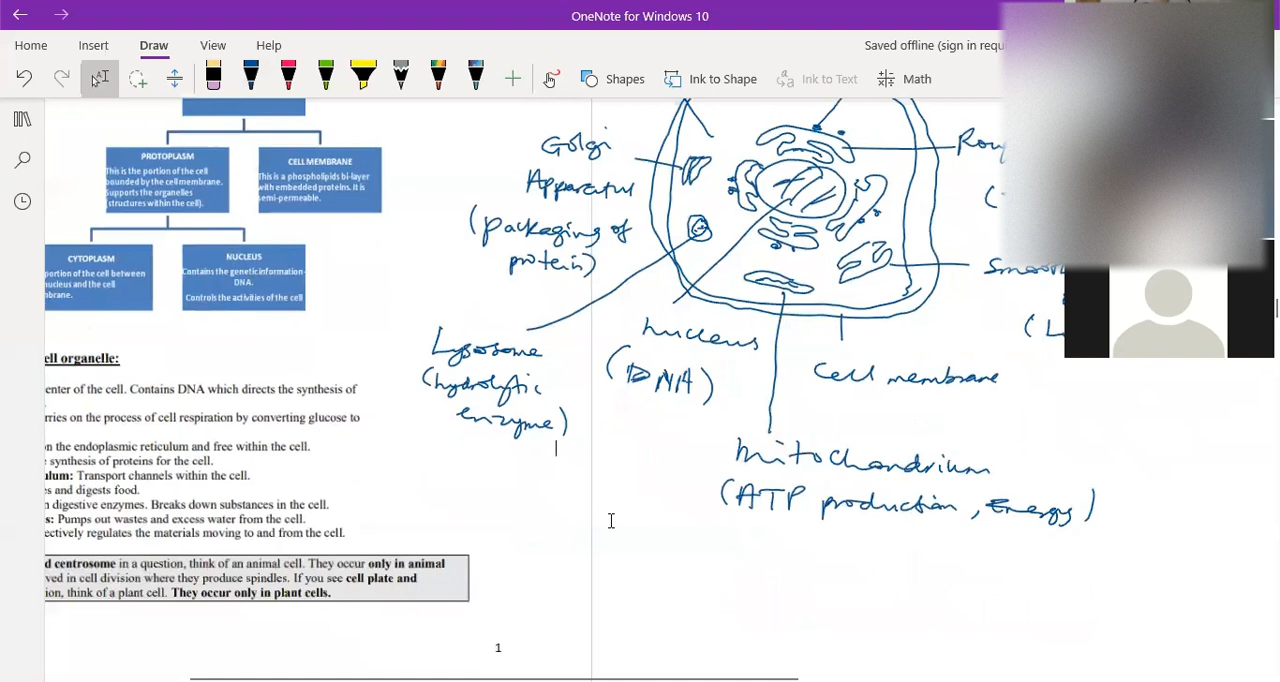 OneNote for Windows 10
Home Insert Draw View Help
Saved offline (sign in requ
Shapes Ink to Shape Ink to Text Math
PROTOPLASM
This is the portion of the cell
bounded by the cell membrane.
Supports the organelles
(structures within the cell).
CELL MEMBRANE
This is a phospholipids bi-layer
with embedded proteins. It is
semi-permeable.
CYTOPLASM
portion of the cell between
nucleus and the cell
mbrane.
NUCLEUS
Contains the genetic information-
DNA.
Controls the activities of the cell
ell organelle:
enter of the cell. Contains DNA which directs the synthesis of
ries on the process of cell respiration by converting glucose to
n the endoplasmic reticulum and free within the cell.
synthesis of proteins for the cell.
lum: Transport channels within the cell.
s and digests food.
n digestive enzymes. Breaks down substances in the cell.
s: Pumps out wastes and excess water from the cell.
ectively regulates the materials moving to and from the cell.
d centrosome in a question, think of an animal cell. They occur only in animal
ved in cell division where they produce spindles. If you see cell plate and
ion, think of a plant cell. They occur only in plant cells.
1
Golgi
Apparatus
(packaging of
protein)
Lysosome
(hydrolytic
enzyme)
nucleus
(DNA)
Cell membrane
mitochondrium
(ATP production, Energy)
Rou
(
Smoo
(L